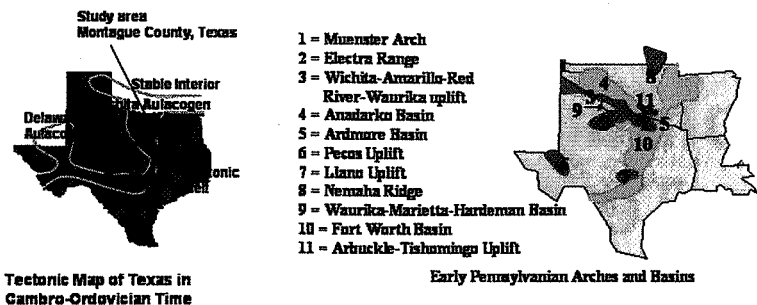 Study area
Montague County, Texas
Stable Interior
Aulacogen
1 = Muenster Arch
2 = Electra Range
3 = Wichita-Amarillo-Red
River-Waurika uplift
4 = Anadarko Basin
5 = Ardmore Basin
6 = Pecos Uplift
7 = Llano Uplift
8 = Nemaha Ridge
9 = Waurika-Marietta-Hardeman Basin
10 = Fort Worth Basin
11 = Arbuckle-Tishomingo Uplift
4
8
11
9
5
10
Tectonic Map of Texas in
Cambro-Ordovician Time
Early Pennsylvanian Arches and Basins